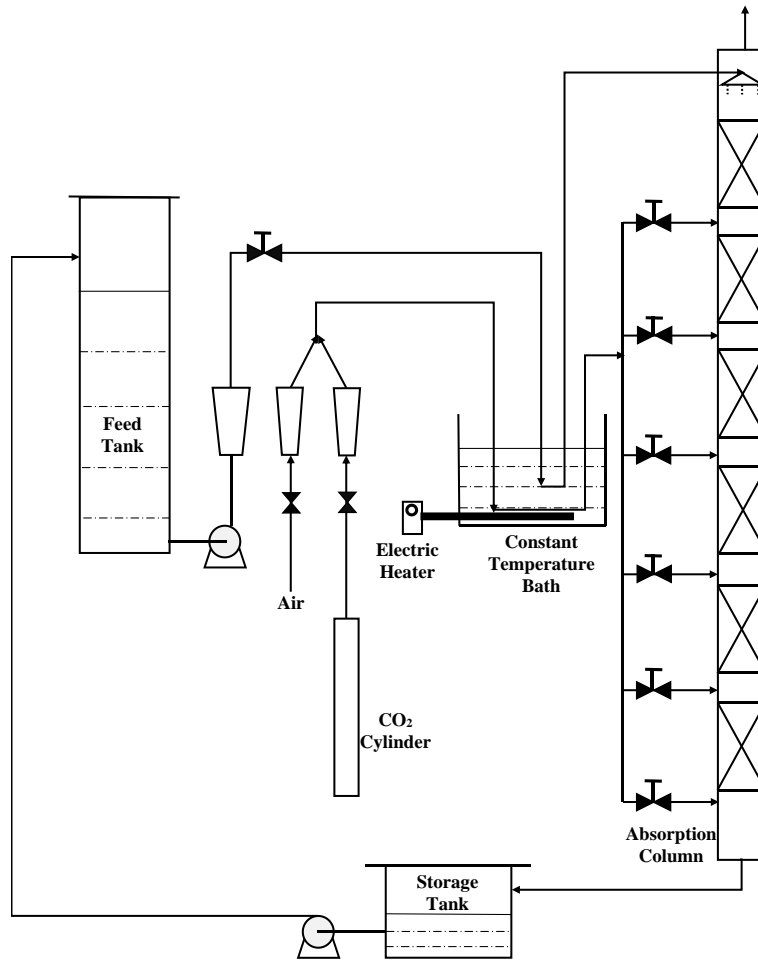 Feed
Tank
Electric
Heater
Constant
Temperature
Bath
Air
CO₂
Cylinder
Absorption
Column
Storage
Tank